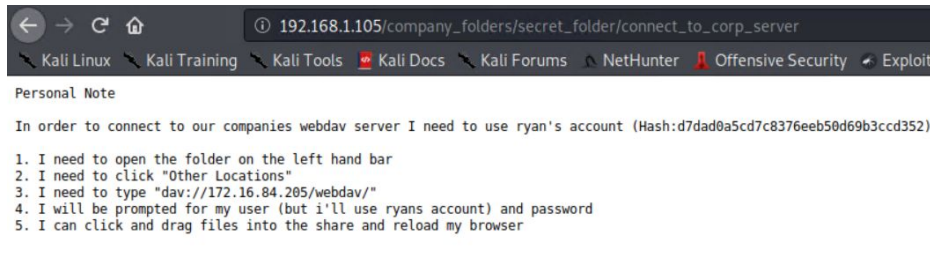 192.168.1.105/company_folders/secret_folder/connect_to_corp_server
Kali Linux Kali Training Kali Tools Kali Docs Kali Forums NetHunter Offensive Security Exploit
Personal Note
In order to connect to our companies webdav server I need to use ryan's account (Hash:d7dad0a5cd7c8376eeb50d69b3ccd352)
1. I need to open the folder on the left hand bar
2. I need to click "Other Locations"
3. I need to type "dav://172.16.84.205/webdav/"
4. I will be prompted for my user (but i'll use ryans account) and password
5. I can click and drag files into the share and reload my browser